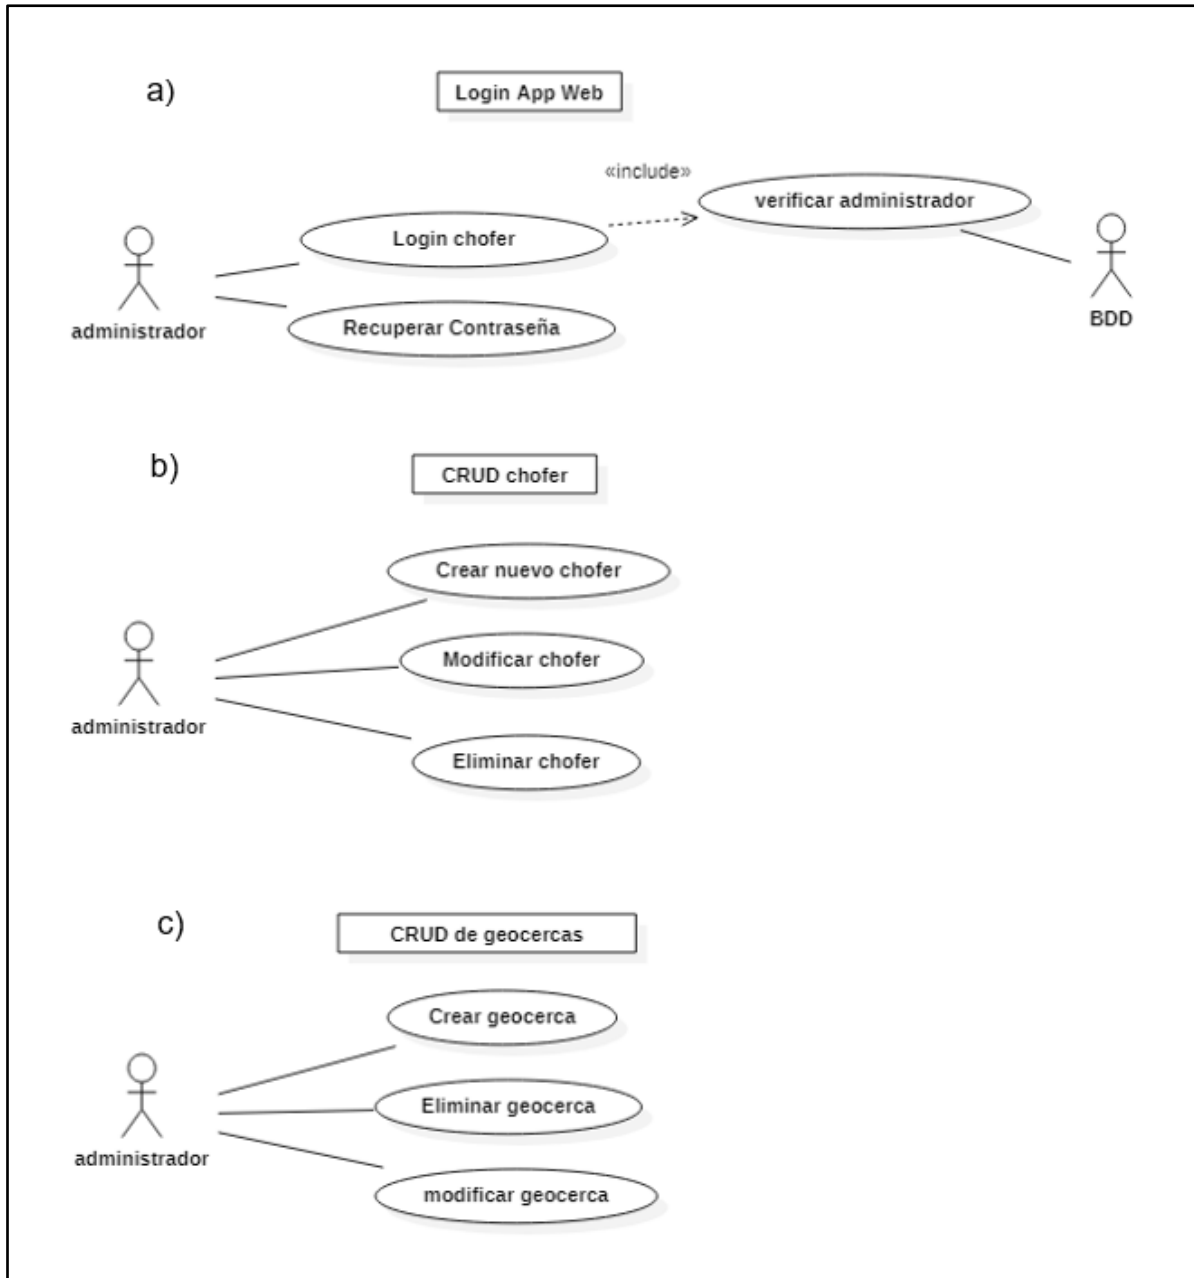 a)
Login App Web
«include»
verificar administrador
Login chofer
Recuperar Contraseña
administrador
BDD
b)
CRUD chofer
Crear nuevo chofer
Modificar chofer
administrador
Eliminar chofer
c)
CRUD de geocercas
Crear geocerca
Eliminar geocerca
administrador
modificar geocerca